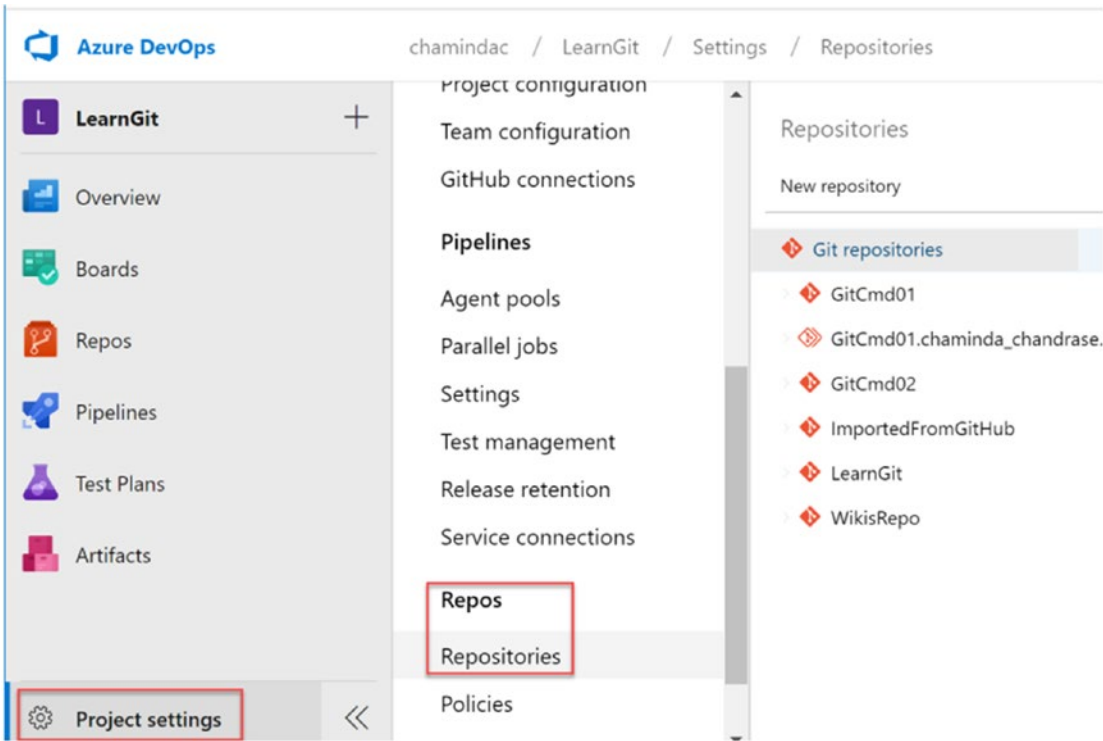 Azure DevOps
chamindac / LearnGit / Settings / Repositories
L LearnGit +
Overview
Boards
Repos
Pipelines
Test Plans
Artifacts
Project settings
Project configuration
Team configuration
GitHub connections
Pipelines
Agent pools
Parallel jobs
Settings
Test management
Release retention
Service connections
Repos
Repositories
Policies
Repositories
New repository
Git repositories
GitCmd01
GitCmd01.chaminda_chandrase.
GitCmd02
ImportedFromGitHub
LearnGit
WikisRepo